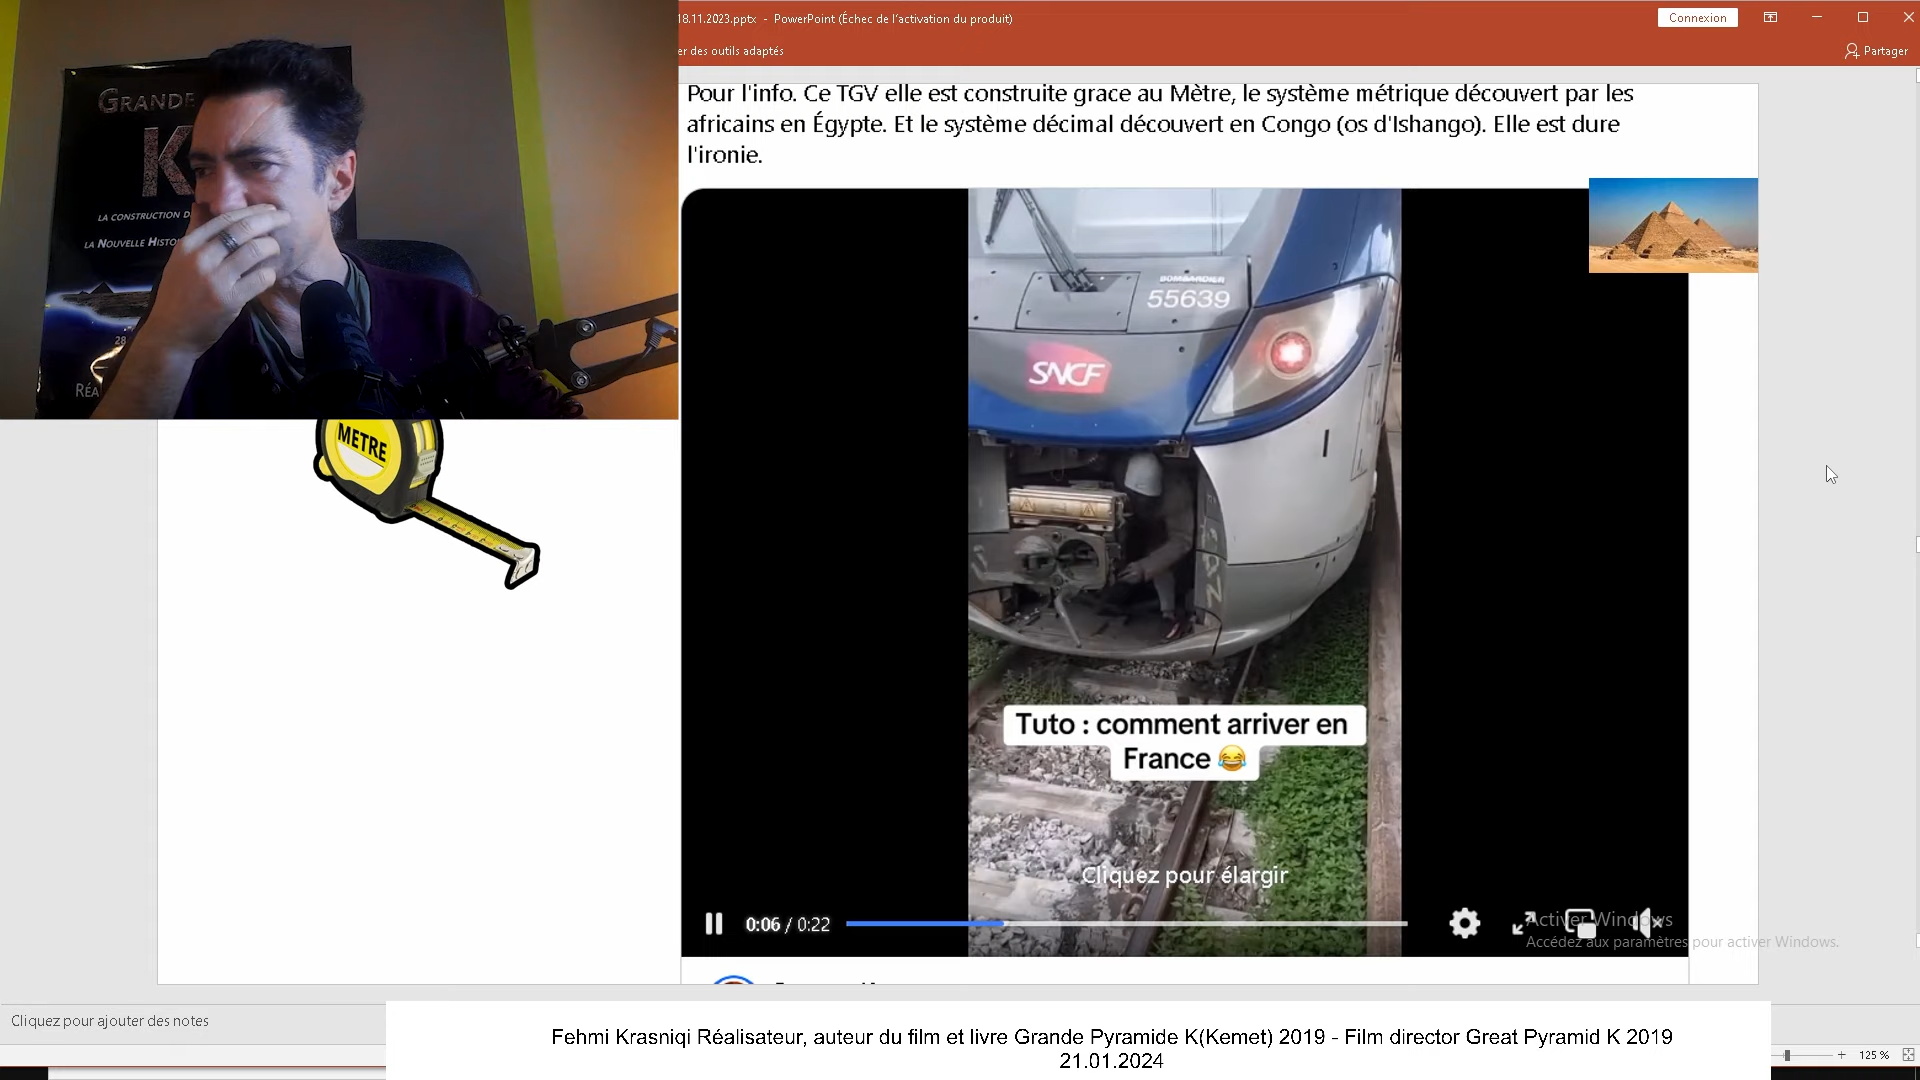 18.11.2023.pptx - PowerPoint (Échec de l'activation du produit)
Connexion
er des outils adaptés
Partager
GRANDE
K
LA CONSTRUCTION D
LA NOUVELLE HISTO
28
RÉA
Pour l'info. Ce TGV elle est construite grace au Mètre, le système métrique découvert par les
africains en Égypte. Et le système décimal découvert en Congo (os d'Ishango). Elle est dure
l'ironie.
BOMBARDIER
55639
SNCF
METRE
Tuto : comment arriver en
France 😂
Cliquez pour élargir
0:06 / 0:22
Activer Windows
Accédez aux paramètres pour activer Windows.
Cliquez pour ajouter des notes
Fehmi Krasniqi Réalisateur, auteur du film et livre Grande Pyramide K(Kemet) 2019 - Film director Great Pyramid K 2019
21.01.2024
125 %